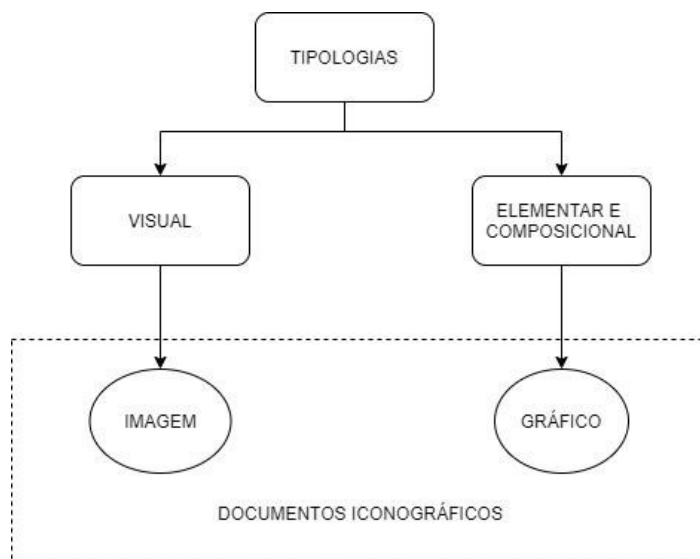 TIPOLOGIAS
VISUAL
ELEMENTAR E
COMPOSICIONAL
IMAGEM
GRÁFICO
DOCUMENTOS ICONOGRÁFICOS